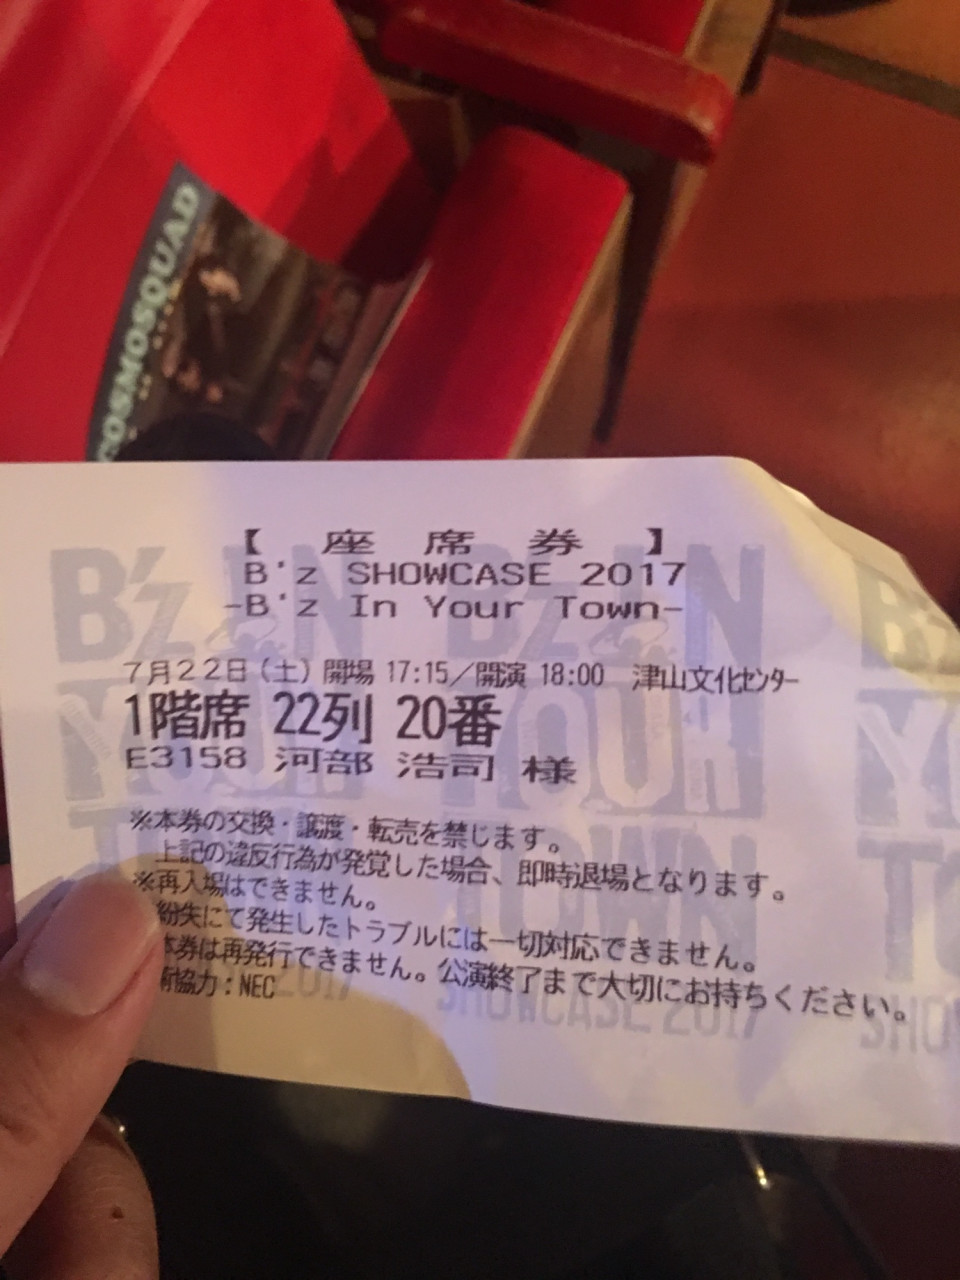 COSMOSQUAD
【 座 席 券 】
B'z SHOWCASE 2017
-B'z In Your Town-
7月22日(土) 開場 17:15/開演 18:00 津山文化センター
1階席 22列 20番
E3158 河部 浩司 様
※本券の交換・譲渡・転売を禁じます。
上記の違反行為が発覚した場合、即時退場となります。
※再入場はできません。
紛失にて発生したトラブルには一切対応できません。
本券は再発行できません。公演終了まで大切にお持ちください。
術協力:NEC
B'z IN YOUR TOWN
SHOWCASE 2017